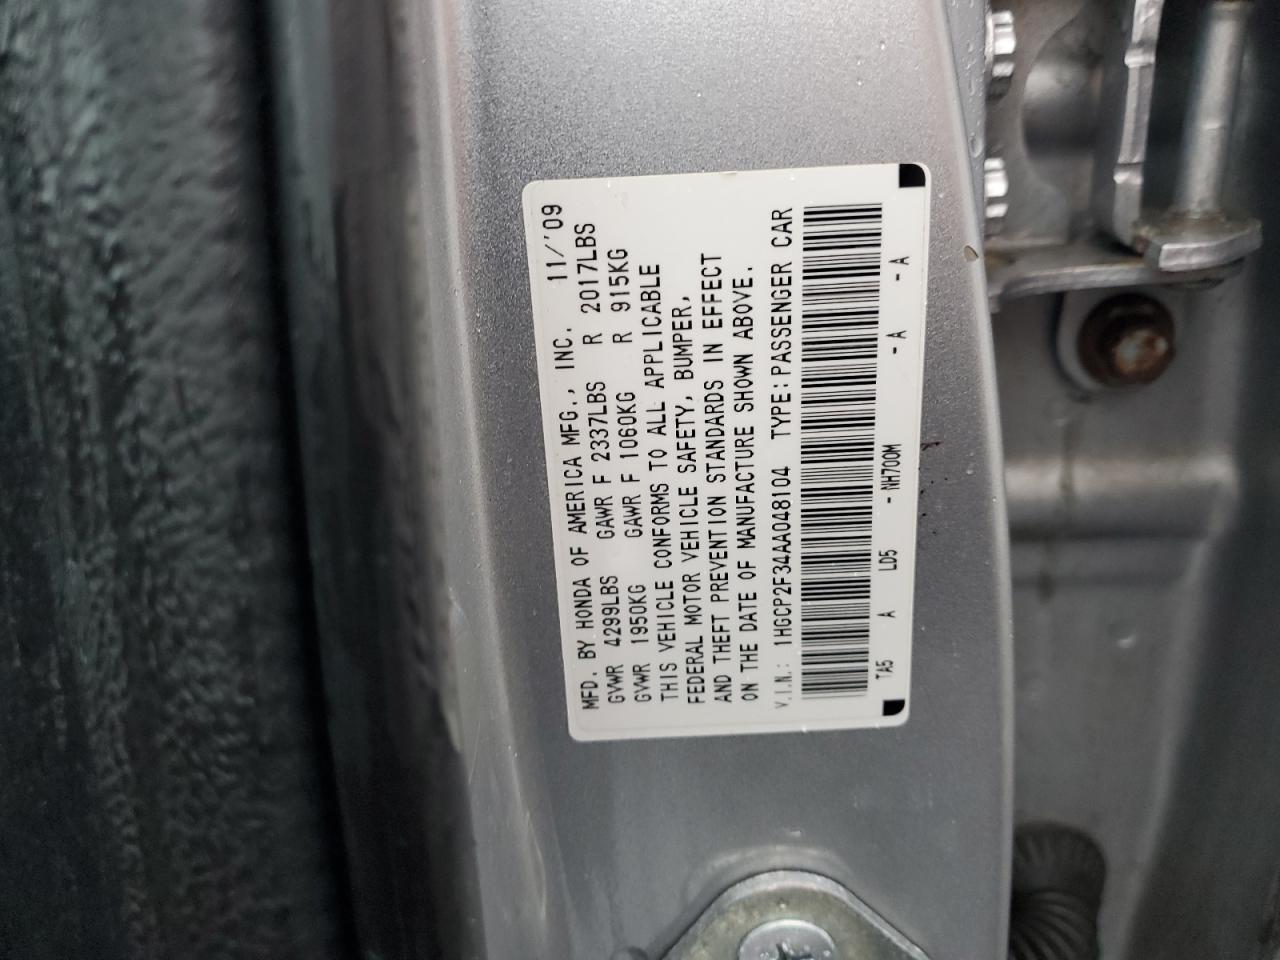 MFD. BY HONDA OF AMERICA MFG., INC. 11/'09
GVWR 4299LBS GAWR F 2337LBS R 2017LBS
GVWR 1950KG GAWR F 1060KG R 915KG
THIS VEHICLE CONFORMS TO ALL APPLICABLE
FEDERAL MOTOR VEHICLE SAFETY, BUMPER,
AND THEFT PREVENTION STANDARDS IN EFFECT
ON THE DATE OF MANUFACTURE SHOWN ABOVE.
V.I.N.: 1HGCP2F34AA048104 TYPE:PASSENGER CAR
TA5 A LD5 - NH700M - A - A